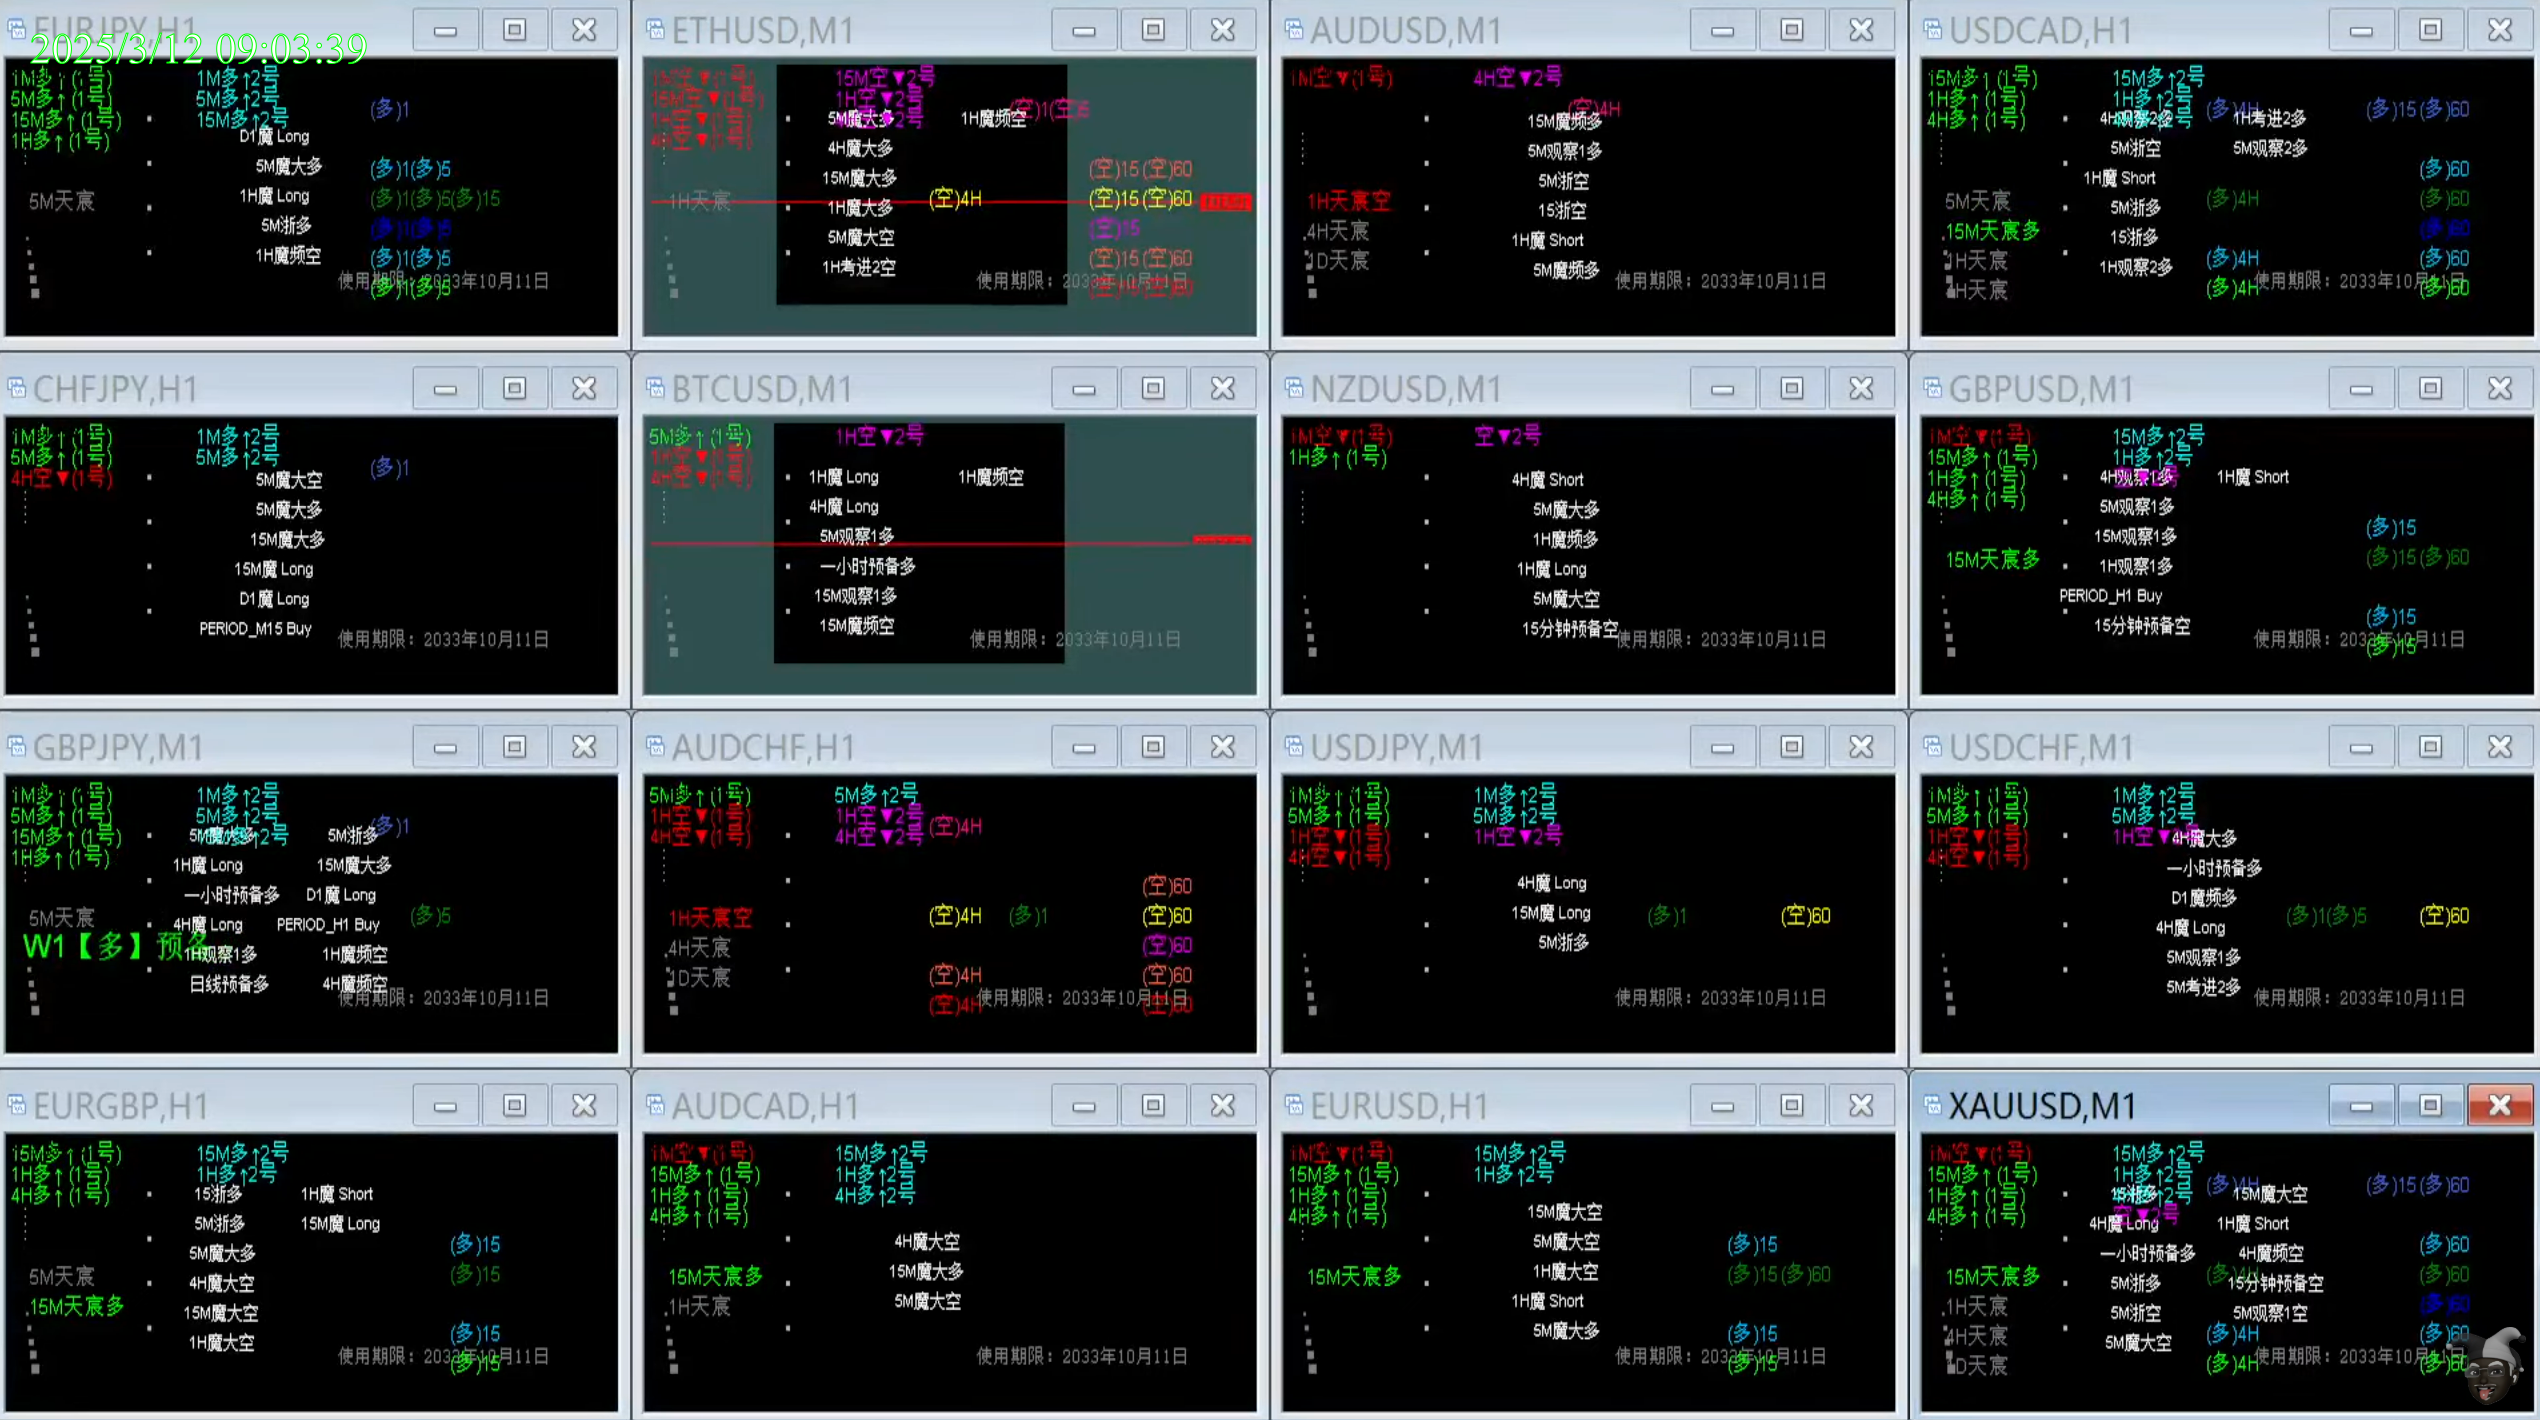 EURJPY,H1
2025/3/12 09:03:39
1M多↑(1号)
1M多↑2号
5M多↑(1号)
5M多↑2号
(多)1
15M多↑(1号)
15M多↑2号
1H多↑(1号)
D1魔 Long
5M魔大多
(多)1(多)5
5M天宸
1H魔 Long
(多)1(多)5(多)15
5M浙多
(多)1(多)5
1H魔频空
(多)1(多)5
使用期限：2033年10月11日
(多)1(多)5
ETHUSD,M1
15M空▼2号
15M空▼(1号)
1H空▼2号
(空)1(空)5
1H空▼(1号)
5M魔大多
1H魔频空
4H空▼(1号)
4H魔大多
15M魔大多
(空)15(空)60
1H天宸
1H魔大多
(空)4H
(空)15(空)60
5M魔大空
(空)15
1H考进2空
(空)15(空)60
使用期限：2033年10月11日
AUDUSD,M1
1M空▼(1号)
4H空▼2号
(空)4H
15M魔频多
5M观察1多
5M浙空
1H天宸空
15浙空
4H天宸
1H魔 Short
1D天宸
5M魔频多
使用期限：2033年10月11日
USDCAD,H1
15M多↑(1号)
15M多↑2号
1H多↑(1号)
1H多↑2号
(多)4H
(多)15(多)60
4H多↑(1号)
4H观察2多
1H考进2多
5M浙空
5M观察2多
1H魔 Short
(多)60
5M天宸
5M浙多
(多)4H
(多)60
15M天宸多
15浙多
(多)60
1H天宸
1H观察2多
(多)4H
(多)60
4H天宸
(多)4H
使用期限：2033年10月11日
(多)60
CHFJPY,H1
1M多↑(1号)
1M多↑2号
5M多↑(1号)
5M多↑2号
(多)1
4H空▼(1号)
5M魔大空
5M魔大多
15M魔大多
15M魔 Long
D1魔 Long
PERIOD_M15 Buy
使用期限：2033年10月11日
BTCUSD,M1
5M多↑(1号)
1H空▼2号
1H空▼(1号)
4H空▼(1号)
1H魔 Long
1H魔频空
4H魔 Long
5M观察1多
一小时预备多
15M观察1多
15M魔频空
使用期限：2033年10月11日
NZDUSD,M1
1M空▼(1号)
空▼2号
1H多↑(1号)
4H魔 Short
5M魔大多
1H魔频多
1H魔 Long
5M魔大空
15分钟预备空
使用期限：2033年10月11日
GBPUSD,M1
1M空▼(1号)
15M多↑2号
15M多↑(1号)
1H多↑2号
1H多↑(1号)
4H观察1多
1H魔 Short
4H多↑(1号)
5M观察1多
15M观察1多
(多)15
15M天宸多
1H观察1多
(多)15(多)60
PERIOD_H1 Buy
15分钟预备空
(多)15
使用期限：2033年10月11日
(多)15
GBPJPY,M1
1M多↑(1号)
1M多↑2号
5M多↑(1号)
5M多↑2号
(多)1
15M多↑(1号)
15M多↑2号
5M魔大多
5M浙多
1H多↑(1号)
1H魔 Long
15M魔大多
一小时预备多
D1魔 Long
5M天宸
4H魔 Long
PERIOD_H1 Buy
(多)5
W1【多】预备
1H观察1多
1H魔频空
日线预备多
4H魔频空
使用期限：2033年10月11日
AUDCHF,H1
5M多↑(1号)
5M多↑2号
1H空▼(1号)
1H空▼2号
(空)4H
4H空▼(1号)
4H空▼2号
(空)60
1H天宸空
(空)4H
(多)1
(空)60
4H天宸
(空)60
1D天宸
(空)4H
(空)60
(空)4H
使用期限：2033年10月11日
(空)60
USDJPY,M1
1M多↑(1号)
1M多↑2号
5M多↑(1号)
5M多↑2号
1H空▼(1号)
1H空▼2号
4H空▼(1号)
4H魔 Long
15M魔 Long
(多)1
(空)60
5M浙多
使用期限：2033年10月11日
USDCHF,M1
1M多↑(1号)
1M多↑2号
5M多↑(1号)
5M多↑2号
1H空▼(1号)
1H空▼2号
4H魔大多
4H空▼(1号)
一小时预备多
D1魔频多
4H魔 Long
(多)1(多)5
(空)60
5M观察1多
5M考进2多
使用期限：2033年10月11日
EURGBP,H1
15M多↑(1号)
15M多↑2号
1H多↑(1号)
1H多↑2号
4H多↑(1号)
15浙多
1H魔 Short
5M浙多
15M魔 Long
5M魔大多
(多)15
5M天宸
4H魔大空
(多)15
15M天宸多
15M魔大空
1H魔大空
(多)15
使用期限：2033年10月11日
(多)15
AUDCAD,H1
1M空▼(1号)
15M多↑2号
15M多↑(1号)
1H多↑2号
1H多↑(1号)
4H多↑2号
4H多↑(1号)
4H魔大空
15M天宸多
15M魔大多
1H天宸
5M魔大空
使用期限：2033年10月11日
EURUSD,H1
1M空▼(1号)
15M多↑2号
15M多↑(1号)
1H多↑2号
1H多↑(1号)
4H多↑(1号)
15M魔大空
5M魔大空
(多)15
15M天宸多
1H魔大空
(多)15(多)60
1H魔 Short
5M魔大多
(多)15
使用期限：2033年10月11日
(多)15
XAUUSD,M1
1M空▼(1号)
15M多↑2号
15M多↑(1号)
1H多↑2号
(多)4H
(多)15(多)60
1H多↑(1号)
15浙多
15M魔大空
4H多↑(1号)
4H魔 Long
1H魔 Short
一小时预备多
4H魔频空
(多)60
15M天宸多
5M浙多
(多)4H
15分钟预备空
(多)60
1H天宸
5M浙空
5M观察1空
(多)60
4H天宸
5M魔大空
(多)4H
(多)60
1D天宸
(多)4H
使用期限：2033年10月11日
(多)60